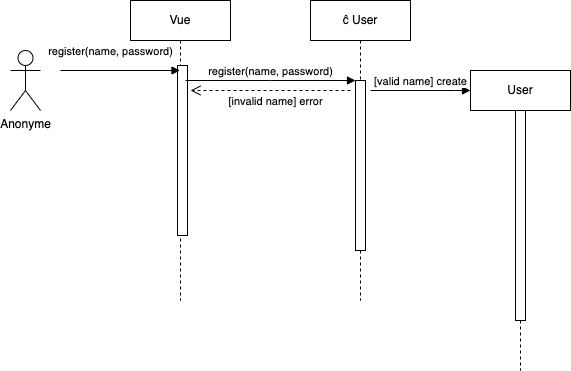 Vue
ĉ User
register(name, password)
register(name, password)
[valid name] create
[invalid name] error
User
Anonyme